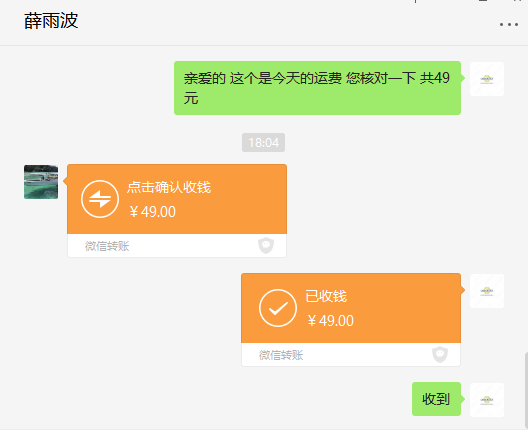 薛雨波
亲爱的 这个是今天的运费 您核对一下 共49
元
18:04
点击确认收钱
￥49.00
微信转账
已收钱
￥49.00
微信转账
收到